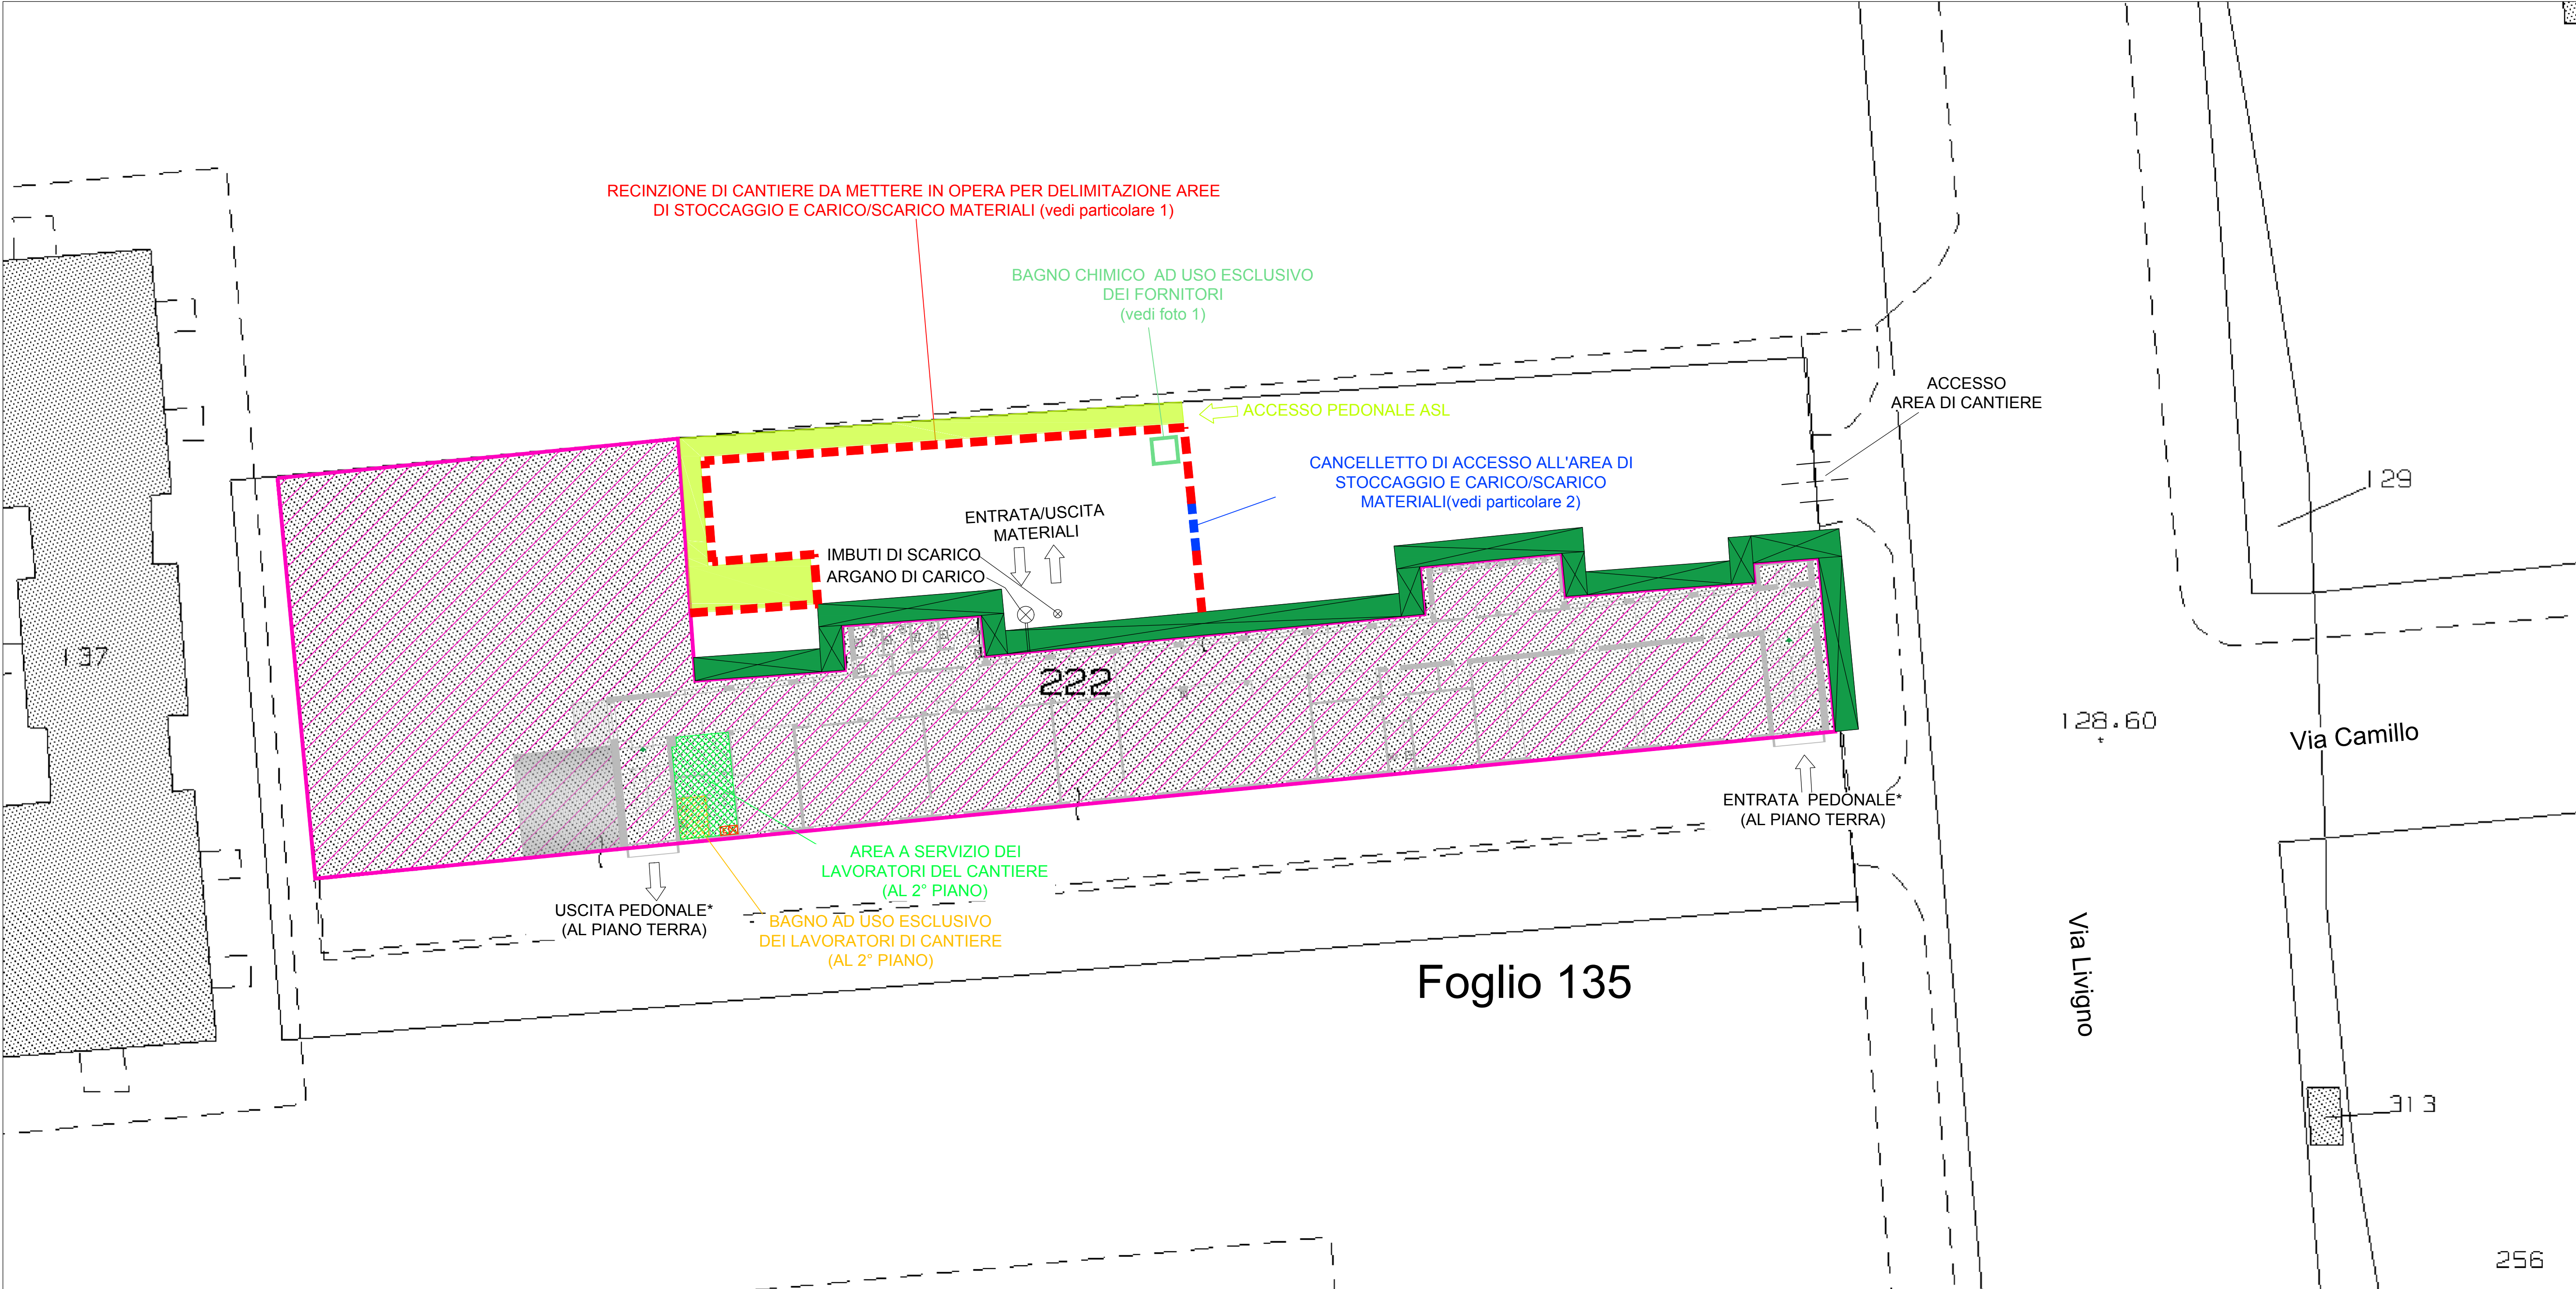 RECINZIONE DI CANTIERE DA METTERE IN OPERA PER DELIMITAZIONE AREE
DI STOCCAGGIO E CARICO/SCARICO MATERIALI (vedi particolare 1)
BAGNO CHIMICO AD USO ESCLUSIVO
DEI FORNITORI
(vedi foto 1)
ACCESSO
AREA DI CANTIERE
ACCESSO PEDONALE ASL
CANCELLETTO DI ACCESSO ALL'AREA DI
STOCCAGGIO E CARICO/SCARICO
MATERIALI(vedi particolare 2)
129
ENTRATA/USCITA
MATERIALI
IMBUTI DI SCARICO
ARGANO DI CARICO
137
222
128.60
Via Camillo
ENTRATA PEDONALE*
(AL PIANO TERRA)
AREA A SERVIZIO DEI
LAVORATORI DEL CANTIERE
(AL 2° PIANO)
USCITA PEDONALE*
(AL PIANO TERRA)
BAGNO AD USO ESCLUSIVO
DEI LAVORATORI DI CANTIERE
(AL 2° PIANO)
Foglio 135
Via Livigno
313
256